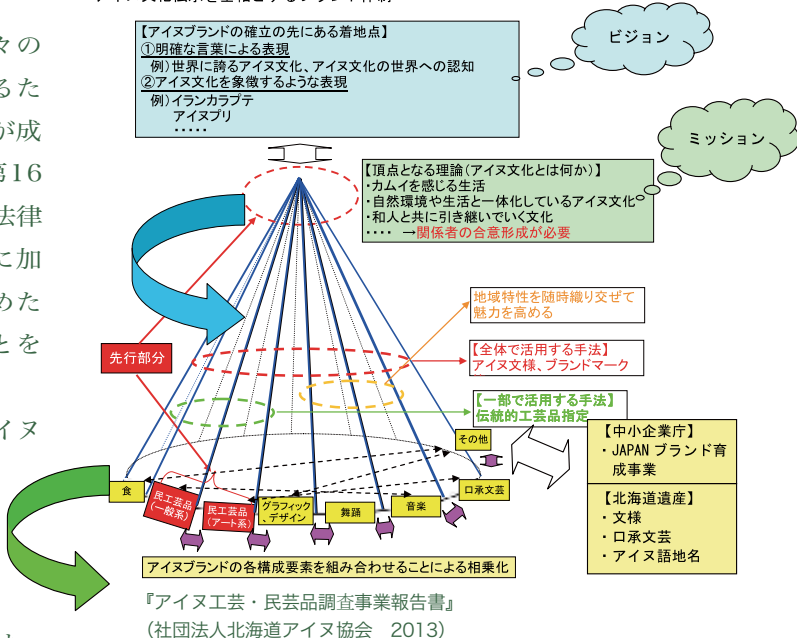 々の
るた
が成
第16
法律
に加
めた
とを
イヌ
【アイヌブランドの確立の先にある着地点】
①明確な言葉による表現
例）世界に誇るアイヌ文化、アイヌ文化の世界への認知
②アイヌ文化を象徴するような表現
例）イランカラプテ
アイヌプリ
・・・・・
ビジョン
ミッション
【頂点となる理論（アイヌ文化とは何か）】
・カムイを感じる生活
・自然環境や生活と一体化しているアイヌ文化
・和人と共に引き継いでいく文化
・・・・ →関係者の合意形成が必要
地域特性を随時織り交ぜて
魅力を高める
先行部分
【全体で活用する手法】
アイヌ文様、ブランドマーク
【一部で活用する手法】
伝統的工芸品指定
その他
【中小企業庁】
・JAPAN ブランド育
成事業
【北海道遺産】
・文様
・口承文芸
・アイヌ語地名
食
民工芸品
（一般系）
民工芸品
（アート系）
グラフィック
、デザイン
舞踊
音楽
口承文芸
アイヌブランドの各構成要素を組み合わせることによる相乗化
『アイヌ工芸・民芸品調査事業報告書』
（社団法人北海道アイヌ協会　2013）